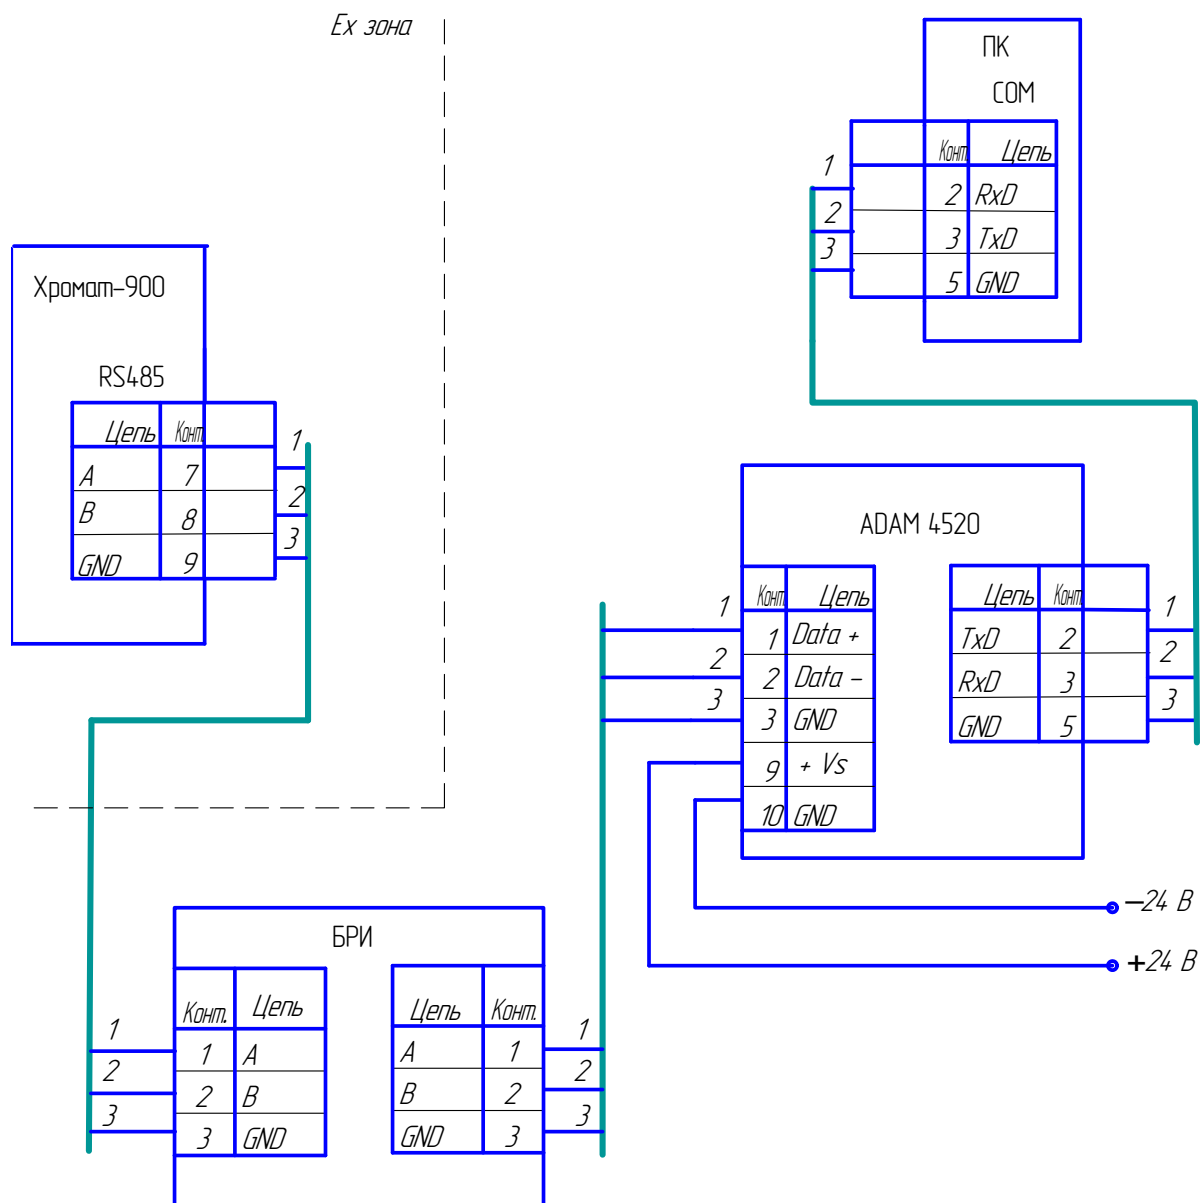 Ex зона
ПК
COM
Конт. Цепь
1 2 RxD
2 3 TxD
3 5 GND
Хромат-900
RS485
Цепь Конт.
A 7 1
B 8 2
GND 9 3
ADAM 4520
Конт. Цепь
1 1 Data +
2 2 Data -
3 3 GND
9 + Vs
10 GND
Цепь Конт.
TxD 2 1
RxD 3 2
GND 5 3
-24 В
+24 В
БРИ
Конт. Цепь
1 1 A
2 2 B
3 3 GND
Цепь Конт.
A 1 1
B 2 2
GND 3 3